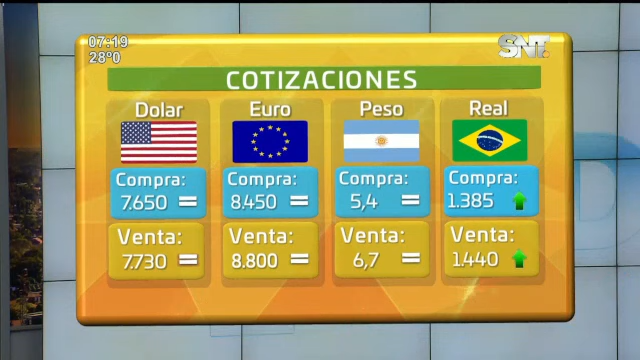 07:19
28°0
SNT
COTIZACIONES
Dolar Euro Peso Real
Compra: Compra: Compra: Compra:
7.650 8.450 5,4 1.385
Venta: Venta: Venta: Venta:
7.730 8.800 6,7 1.440